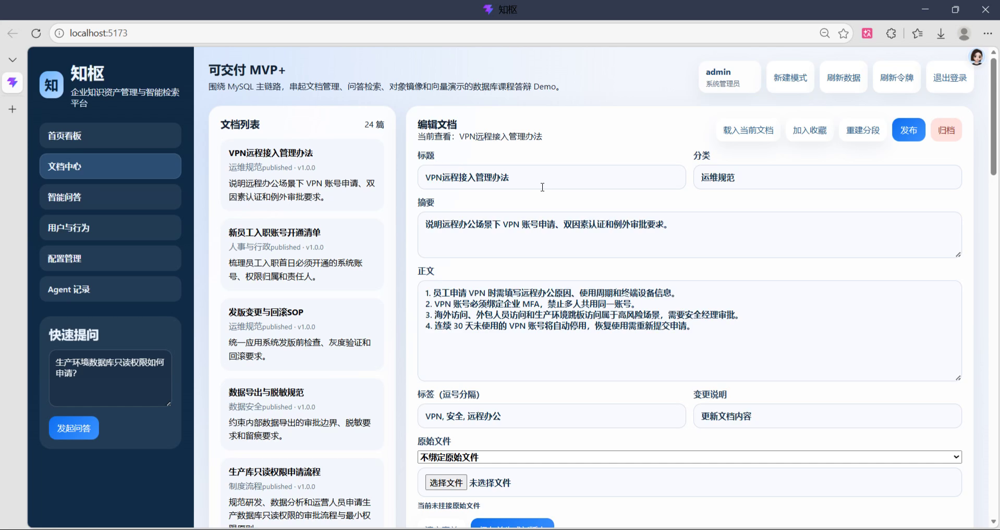 知枢
localhost:5173
知
知枢
企业知识资产管理与智能检索
平台
首页看板
文档中心
智能问答
用户与行为
配置管理
Agent 记录
快速提问
生产环境数据库只读权限如何
申请?
发起问答
可交付 MVP+
围绕 MySQL 主链路，串起文档管理、问答检索、对象镜像和向量演示的数据库课程答辩 Demo。
admin
系统管理员
新建模式
刷新数据
刷新令牌
退出登录
文档列表
24 篇
VPN远程接入管理办法
运维规范published · v1.0.0
说明远程办公场景下 VPN 账号申请、双
因素认证和例外审批要求。
新员工入职账号开通清单
人事与行政published · v1.0.0
梳理员工入职首日必须开通的系统账
号、权限归属和责任人。
发版变更与回滚SOP
运维规范published · v1.0.0
统一应用系统发版前检查、灰度验证和
回滚要求。
数据导出与脱敏规范
数据安全published · v1.0.0
约束内部数据导出的审批边界、脱敏要
求和留痕要求。
生产库只读权限申请流程
制度流程published · v1.0.0
规范研发、数据分析和运营人员申请生
产数据库只读权限的审批流程与最小权
编辑文档
当前查看：VPN远程接入管理办法
载入当前文档
加入收藏
重建分段
发布
归档
标题
分类
VPN远程接入管理办法
运维规范
摘要
说明远程办公场景下 VPN 账号申请、双因素认证和例外审批要求。
正文
1. 员工申请 VPN 时需填写远程办公原因、使用周期和终端设备信息。
2. VPN 账号必须绑定企业 MFA，禁止多人共用同一账号。
3. 海外访问、外包人员访问和生产环境跳板访问属于高风险场景，需要安全经理审批。
4. 连续 30 天未使用的 VPN 账号将自动停用，恢复使用需重新提交申请。
标签（逗号分隔）
变更说明
VPN, 安全, 远程办公
更新文档内容
原始文件
不绑定原始文件
选择文件 未选择文件
当前未挂接原始文件